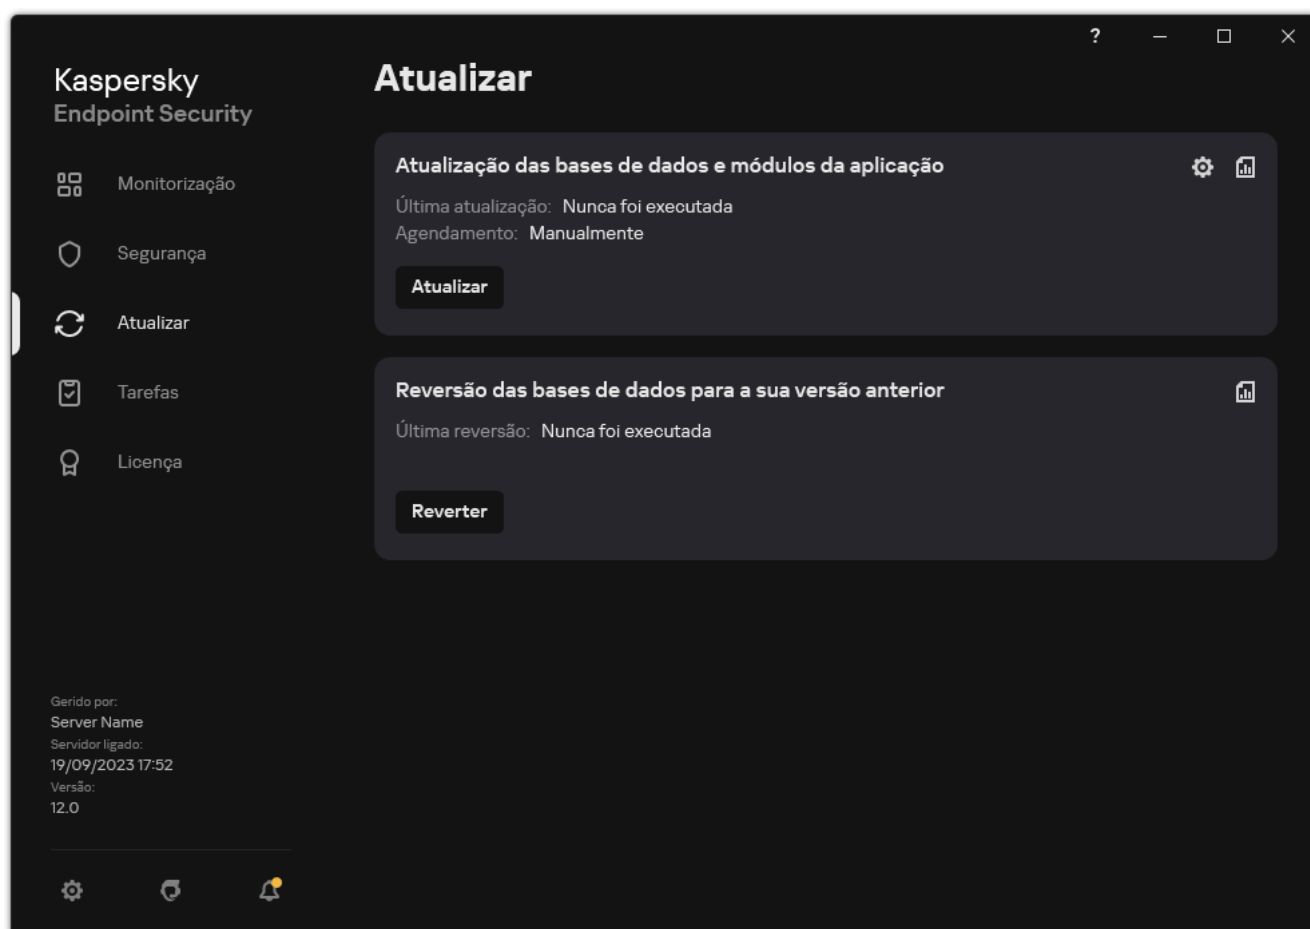 ?
Kaspersky
Endpoint Security
Monitorização
Segurança
Atualizar
Tarefas
Licença
Gerido por:
Server Name
Servidor ligado:
19/09/2023 17:52
Versão:
12.0
Atualizar
Atualização das bases de dados e módulos da aplicação
Última atualização: Nunca foi executada
Agendamento: Manualmente
Atualizar
Reversão das bases de dados para a sua versão anterior
Última reversão: Nunca foi executada
Reverter